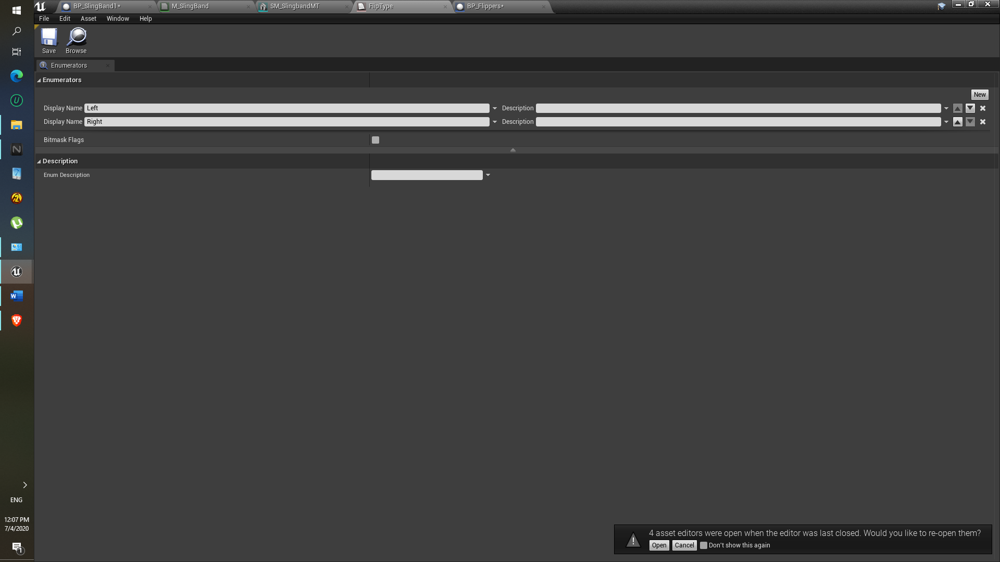 BP_SlingBand1*
M_SlingBand
SM_SlingbandMT
FlipType
BP_Flippers*
File Edit Asset Window Help
Save Browse
Enumerators
Enumerators
New
Display Name Left Description
Display Name Right Description
Bitmask Flags
Description
Enum Description
ENG
12:07 PM
7/4/2020
1
4 asset editors were open when the editor was last closed. Would you like to re-open them?
Open Cancel Don't show this again